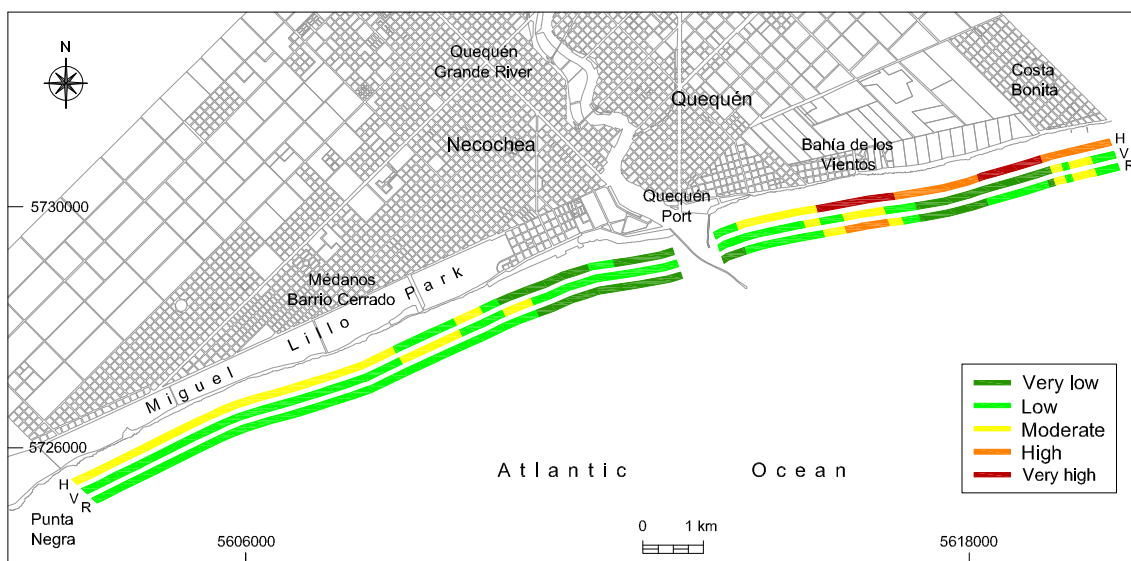 N
Quequén
Grande River
Costa
Bonita
Quequén
Necochea
Bahía de los
Vientos
H
V
R
5730000
Quequén
Port
Médanos
Barrio Cerrado
Miguel Lillo Park
Very low
Low
Moderate
High
Very high
5726000
Atlantic Ocean
H
V
R
Punta
Negra
0 1 km
5606000
5618000